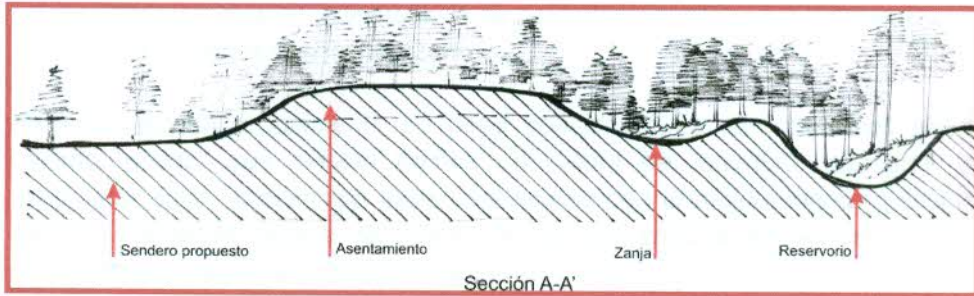 Sendero propuesto
Asentamiento
Zanja
Reservorio
Sección A-A'